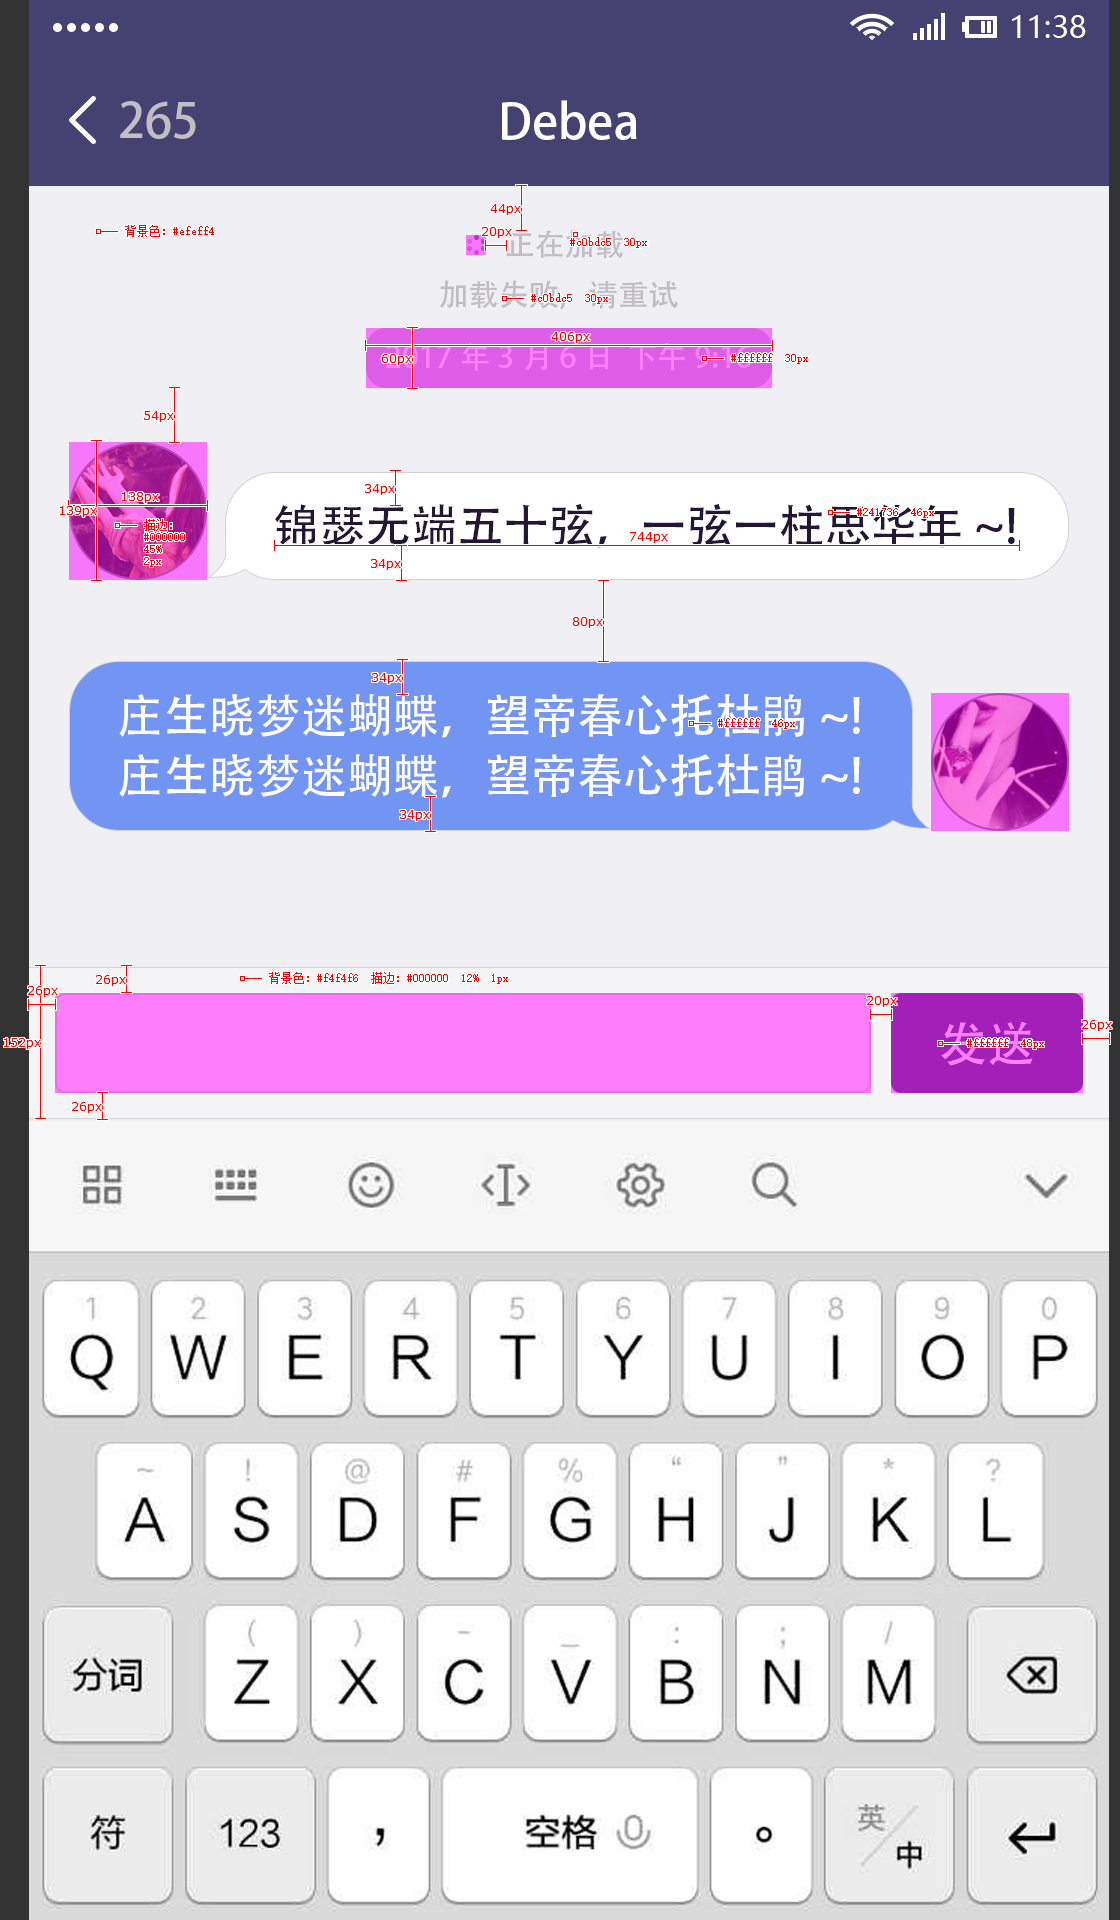 11:38
265
Debea
44px
背景色：#efeff4
20px
正在加载
#c0bdc5 30px
加载失败，请重试
#c0bdc5 30px
406px
60px
2017 年 3 月 6 日 下午 9:16
#ffffff 30px
54px
138px
139px
描边：
#000000
45%
2px
34px
锦瑟无端五十弦，一弦一柱思华年 ~!
#241736 46px
744px
34px
80px
34px
庄生晓梦迷蝴蝶，望帝春心托杜鹃 ~!
#ffffff 46px
庄生晓梦迷蝴蝶，望帝春心托杜鹃 ~!
34px
26px
背景色：#f4f4f6 描边：#000000 12% 1px
26px
20px
152px
发送
#ffffff 48px
26px
26px
1 2 3 4 5 6 7 8 9 0
Q W E R T Y U I O P
~ ! @ # % “ ” * ?
A S D F G H J K L
( ) - _ : ; /
分词 Z X C V B N M
符 123 , 空格 。 英/中